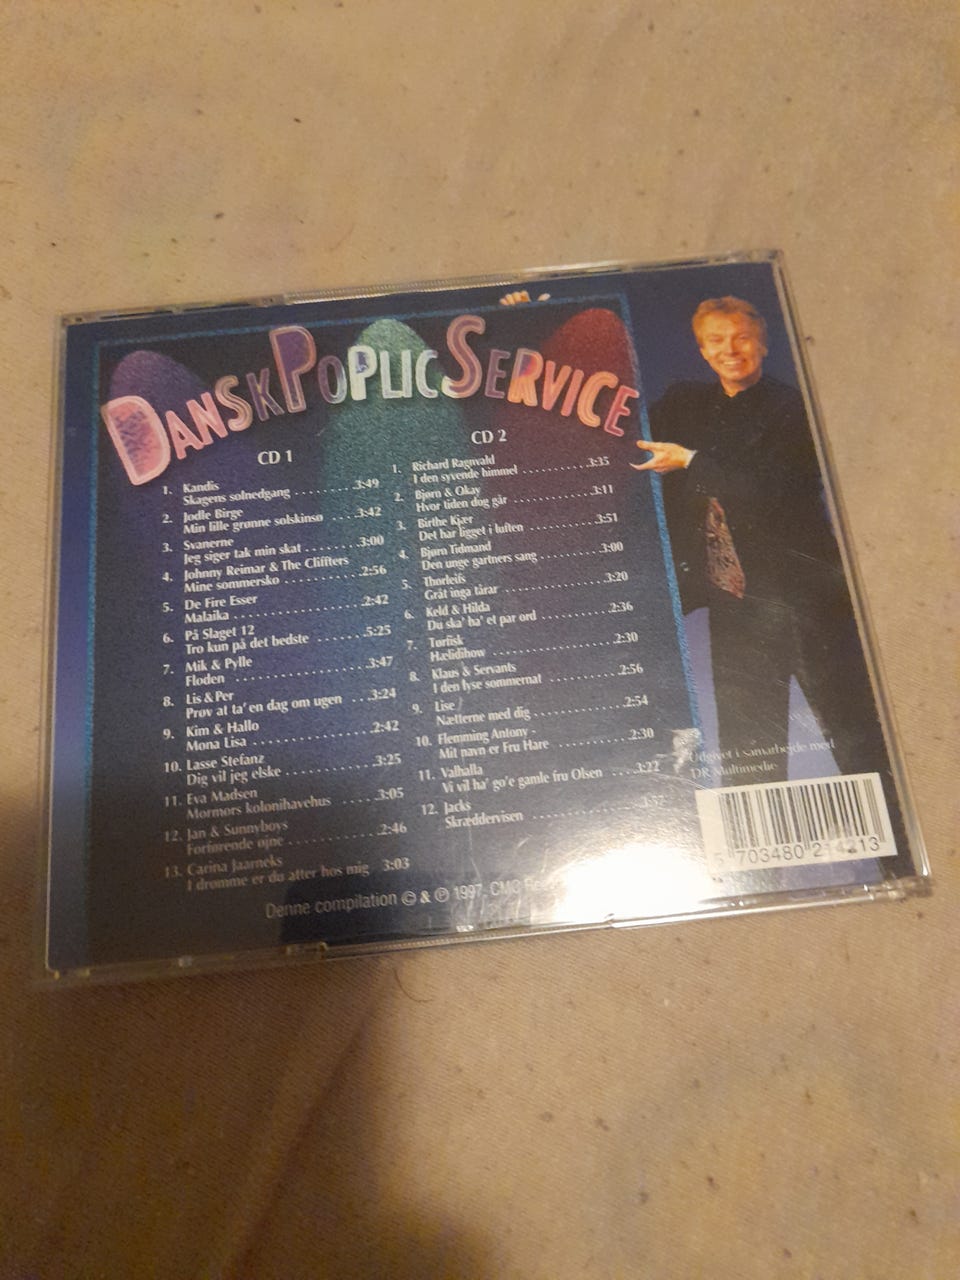 DANSK POPLIC SERVICE
CD 1
1. Kandis
Skagens solnedgang ..........3:49
2. Jodle Birge
Min lille grønne solskinsø ....3:42
3. Svanerne
Jeg siger tak min skat .........3:00
4. Johnny Reimar & The Cliffters
Mine sommersko ..............2:56
5. De Fire Esser
Malaika .......................2:42
6. På Slaget 12
Tro kun på det bedste ........5:25
7. Mik & Pylle
Floden .......................3:47
8. Lis & Per
Prøv at ta' en dag om ugen ...3:24
9. Kim & Hallo
Mona Lisa ....................2:42
10. Lasse Stefanz
Dig vil jeg elske ..............3:25
11. Eva Madsen
Mormors kolonihavehus ......3:05
12. Jan & Sunnyboys
Forførende øjne ...............2:46
13. Carina Jaarneks
I drømme er du atter hos mig 3:03
CD 2
1. Richard Ragnvald
I den syvende himmel ..........3:35
2. Bjørn & Okay
Hvor tiden dog går ............3:11
3. Birthe Kjær
Det har ligget i luften ..........3:51
4. Bjørn Tidmand
Den unge gartners sang ........3:00
5. Thorleifs
Gråt inga tårar ................3:20
6. Keld & Hilda
Du ska' ha' et par ord ..........2:36
7. Tørfisk
Hælidihow ....................2:30
8. Klaus & Servants
I den lyse sommernat ...........2:56
9. Lise
Nætterne med dig .............2:54
10. Flemming Antony
Mit navn er Fru Hare ..........2:30
11. Valhalla
Vi vil ha' go'e gamle fru Olsen ....3:22
12. Jacks
Skræddervisen
Udgivet i samarbejde med
DR Multimedie
5 703480 214213
Denne compilation © & ℗ 1997, CMC